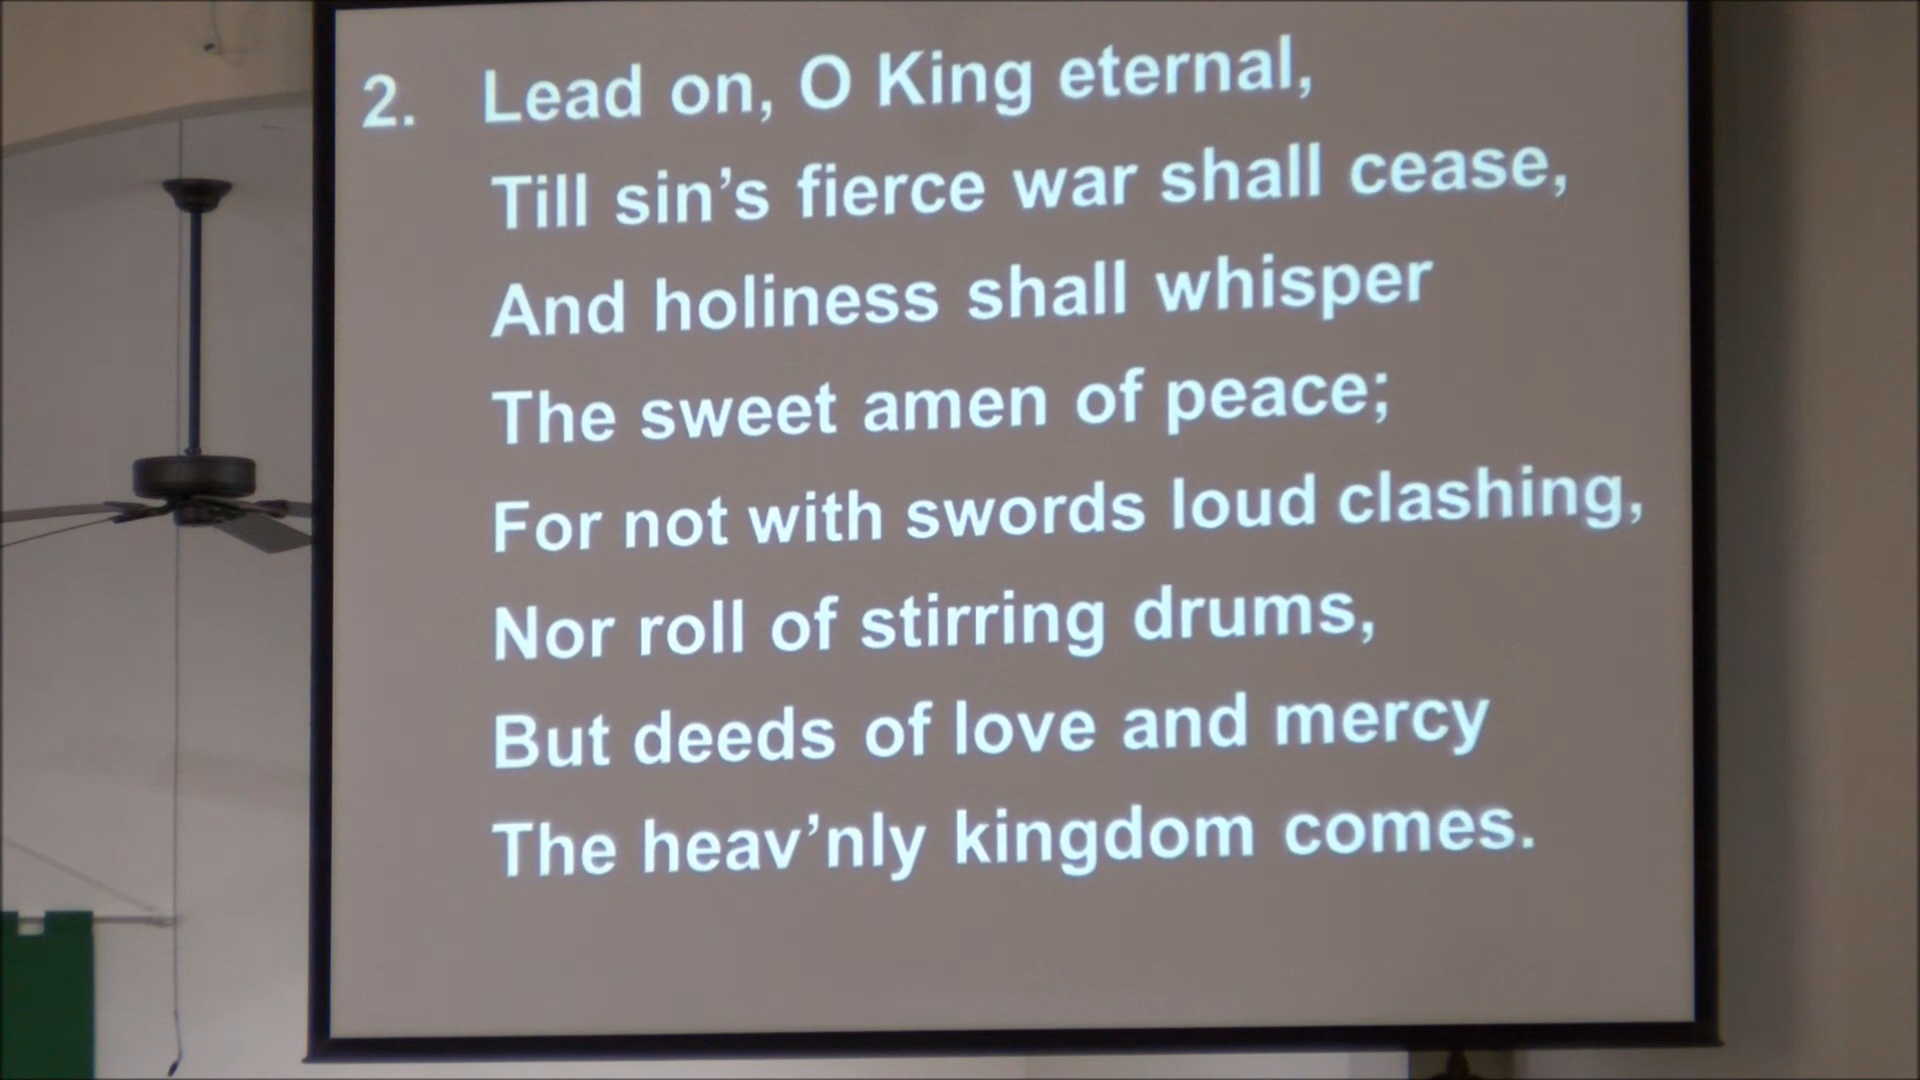 2. Lead on, O King eternal,
Till sin’s fierce war shall cease,
And holiness shall whisper
The sweet amen of peace;
For not with swords loud clashing,
Nor roll of stirring drums,
But deeds of love and mercy
The heav’nly kingdom comes.